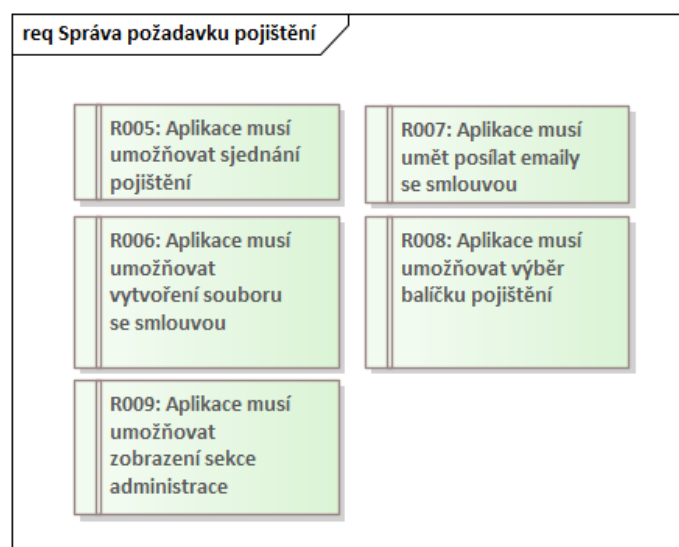 req Správa požadavku pojištění
R005: Aplikace musí
umožňovat sjednání
pojištění
R007: Aplikace musí
umět posílat emaily
se smlouvou
R006: Aplikace musí
umožňovat
vytvoření souboru
se smlouvou
R008: Aplikace musí
umožňovat výběr
balíčku pojištění
R009: Aplikace musí
umožňovat
zobrazení sekce
administrace